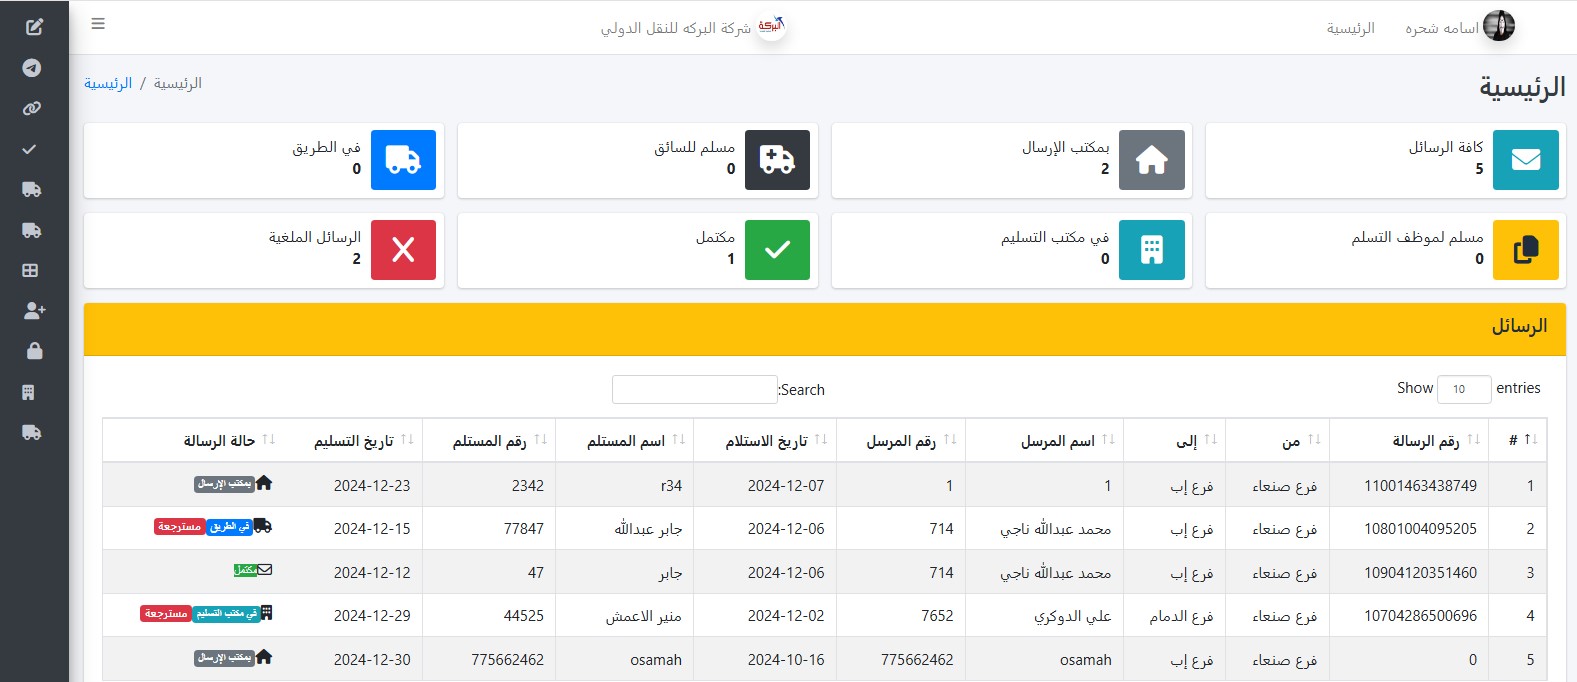 اسامه شحره
الرئيسية
البركة
شركة البركه للنقل الدولي
الرئيسية
الرئيسية / الرئيسية
كافة الرسائل
5
بمكتب الإرسال
2
مسلم للسائق
0
في الطريق
0
مسلم لموظف التسلم
0
في مكتب التسليم
0
مكتمل
1
الرسائل الملغية
2
الرسائل
Show 10 entries
Search:
# رقم الرسالة من إلى اسم المرسل رقم المرسل تاريخ الاستلام اسم المستلم رقم المستلم تاريخ التسليم حالة الرسالة
1 11001463438749 فرع صنعاء فرع إب 1 1 2024-12-07 r34 2342 2024-12-23 بمكتب الإرسال
2 10801004095205 فرع صنعاء فرع إب محمد عبدالله ناجي 714 2024-12-06 جابر عبدالله 77847 2024-12-15 في الطريق مسترجعة
3 10904120351460 فرع صنعاء فرع إب محمد عبدالله ناجي 714 2024-12-06 جابر 47 2024-12-12 مكتمل
4 10704286500696 فرع صنعاء فرع الدمام علي الدوكري 7652 2024-12-02 منير الاعمش 44525 2024-12-29 في مكتب التسليم مسترجعة
5 0 فرع صنعاء فرع إب osamah 775662462 2024-10-16 osamah 775662462 2024-12-30 بمكتب الإرسال